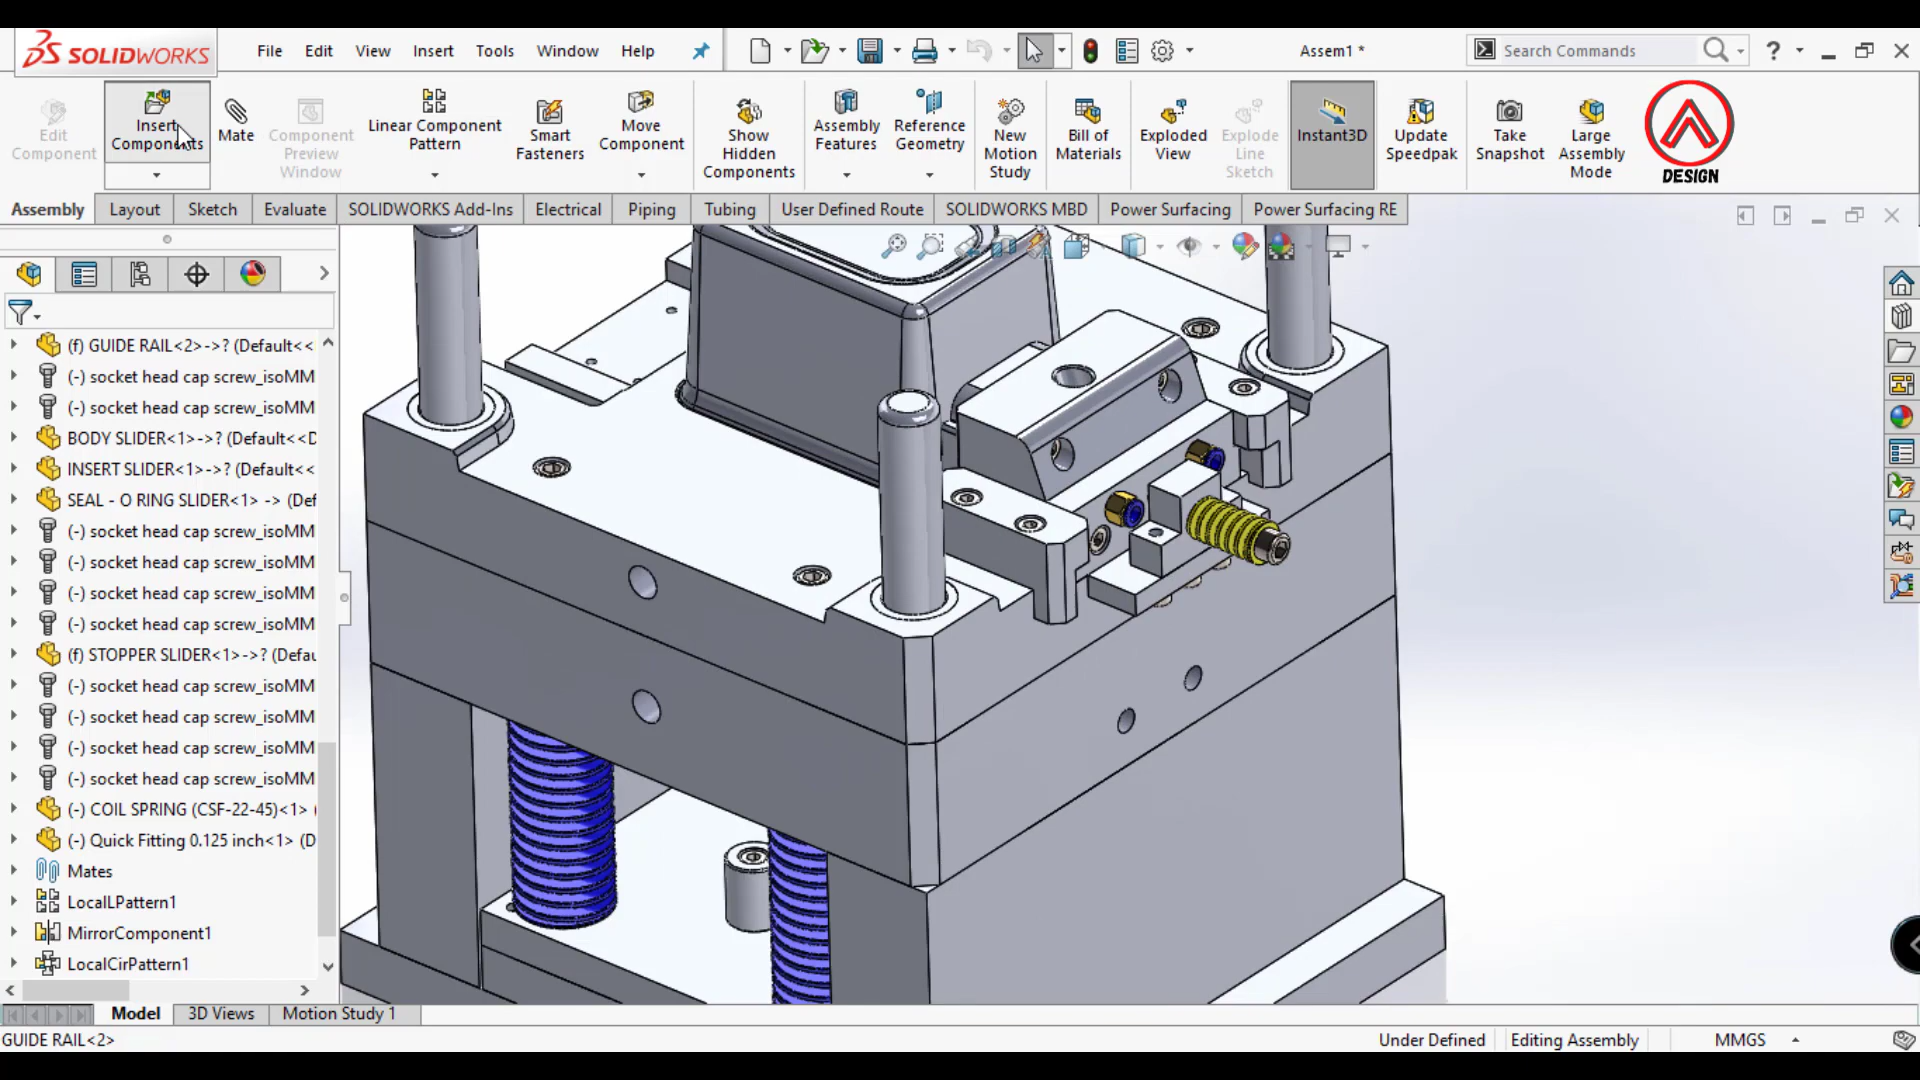 SOLIDWORKS
File Edit View Insert Tools Window Help
Assem1 *
Search Commands
?
Edit Component
Insert Components
Mate
Component Preview Window
Linear Component Pattern
Smart Fasteners
Move Component
Show Hidden Components
Assembly Features
Reference Geometry
New Motion Study
Bill of Materials
Exploded View
Explode Line Sketch
Instant3D
Update Speedpak
Take Snapshot
Large Assembly Mode
DESIGN
Assembly Layout Sketch Evaluate SOLIDWORKS Add-Ins Electrical Piping Tubing User Defined Route SOLIDWORKS MBD Power Surfacing Power Surfacing RE
(f) GUIDE RAIL<2>->? (Default<<
(-) socket head cap screw_isoMM
(-) socket head cap screw_isoMM
BODY SLIDER<1>->? (Default<<D
INSERT SLIDER<1>->? (Default<<
SEAL - O RING SLIDER<1> -> (Def
(-) socket head cap screw_isoMM
(-) socket head cap screw_isoMM
(-) socket head cap screw_isoMM
(-) socket head cap screw_isoMM
(f) STOPPER SLIDER<1>->? (Defau
(-) socket head cap screw_isoMM
(-) socket head cap screw_isoMM
(-) socket head cap screw_isoMM
(-) socket head cap screw_isoMM
(-) COIL SPRING (CSF-22-45)<1> (
(-) Quick Fitting 0.125 inch<1> (D
Mates
LocalLPattern1
MirrorComponent1
LocalCirPattern1
Model 3D Views Motion Study 1
GUIDE RAIL<2>
Under Defined Editing Assembly MMGS